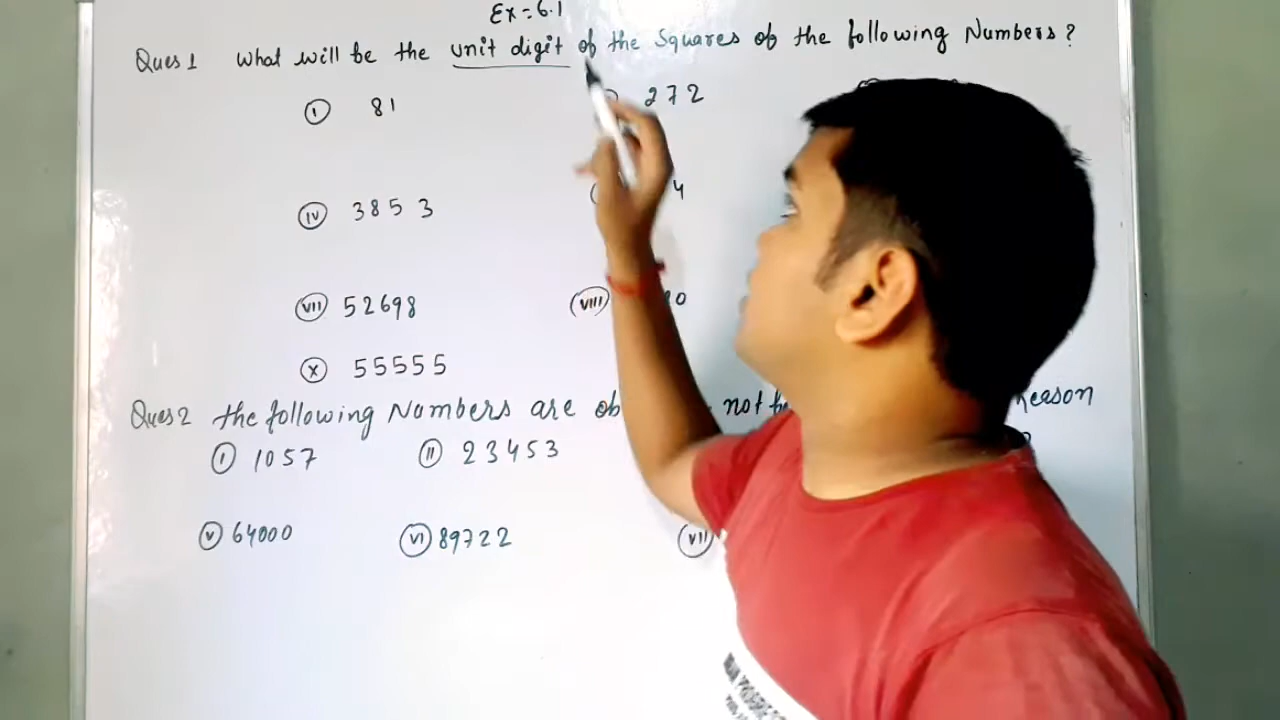 Ex = 6.1
Ques 1 What will be the unit digit of the Squares of the following Numbers?
(I) 81 272
(IV) 3853 4
(VII) 52698 (VIII) 0
(X) 55555
Ques 2 the following Numbers are ob not Reason
(I) 1057 (II) 23453
(V) 64000 (VI) 89722 (VII)